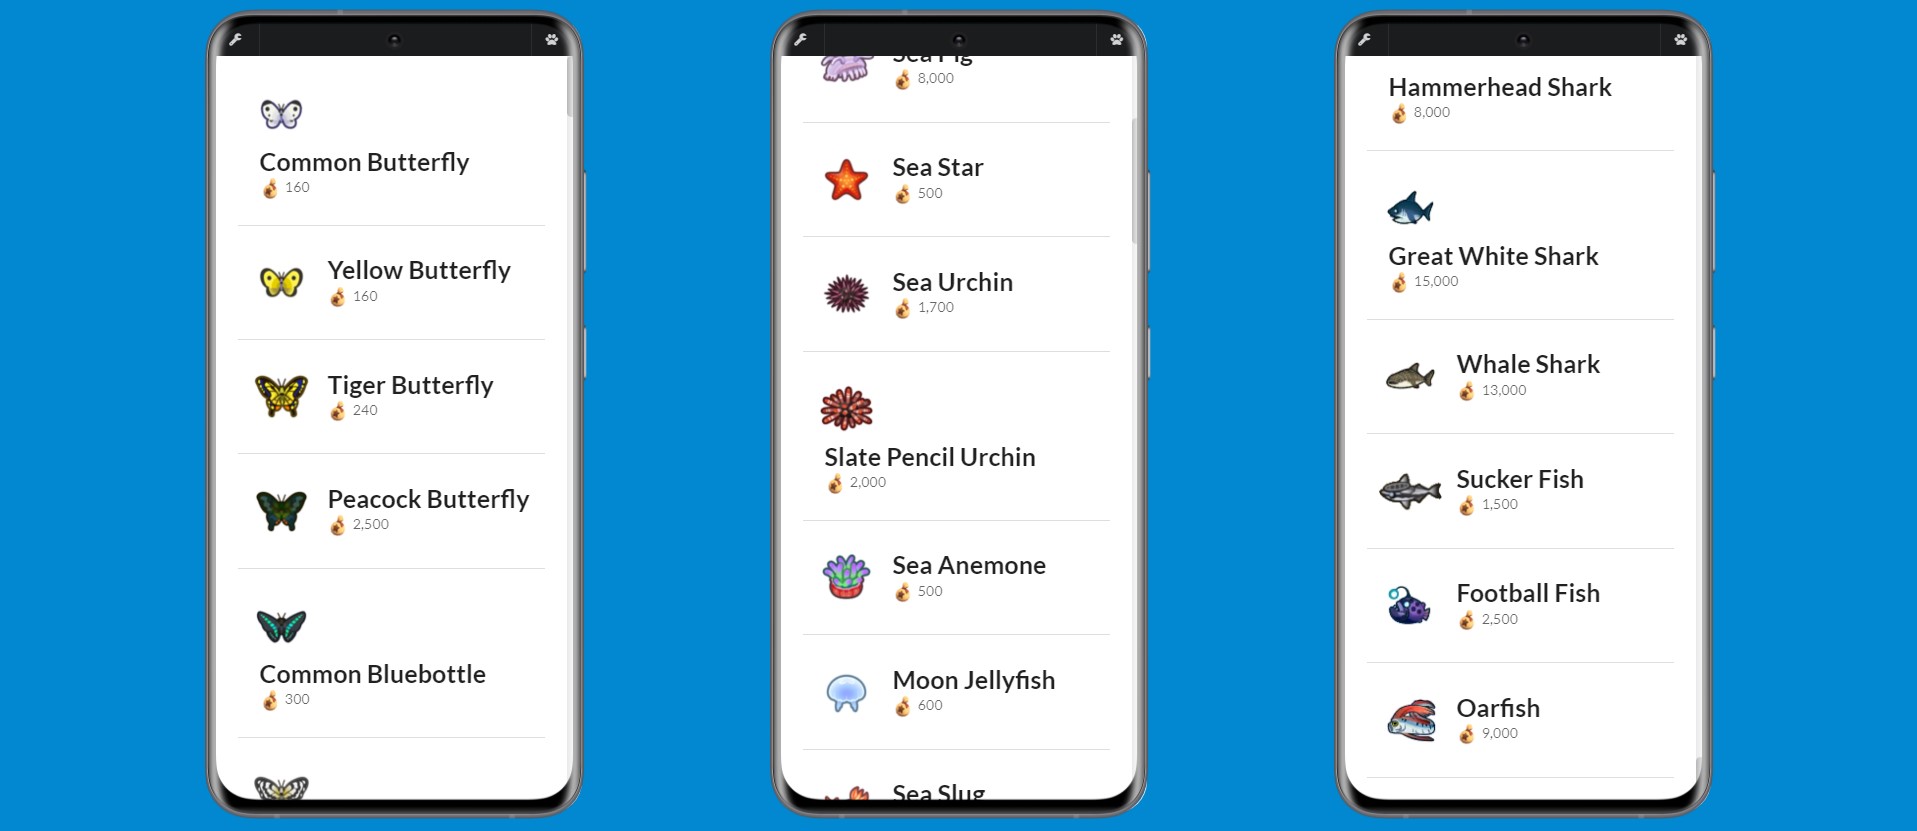 Common Butterfly
160
Yellow Butterfly
160
Tiger Butterfly
240
Peacock Butterfly
2,500
Common Bluebottle
300
Sea Pig
8,000
Sea Star
500
Sea Urchin
1,700
Slate Pencil Urchin
2,000
Sea Anemone
500
Moon Jellyfish
600
Sea Slug
Hammerhead Shark
8,000
Great White Shark
15,000
Whale Shark
13,000
Sucker Fish
1,500
Football Fish
2,500
Oarfish
9,000